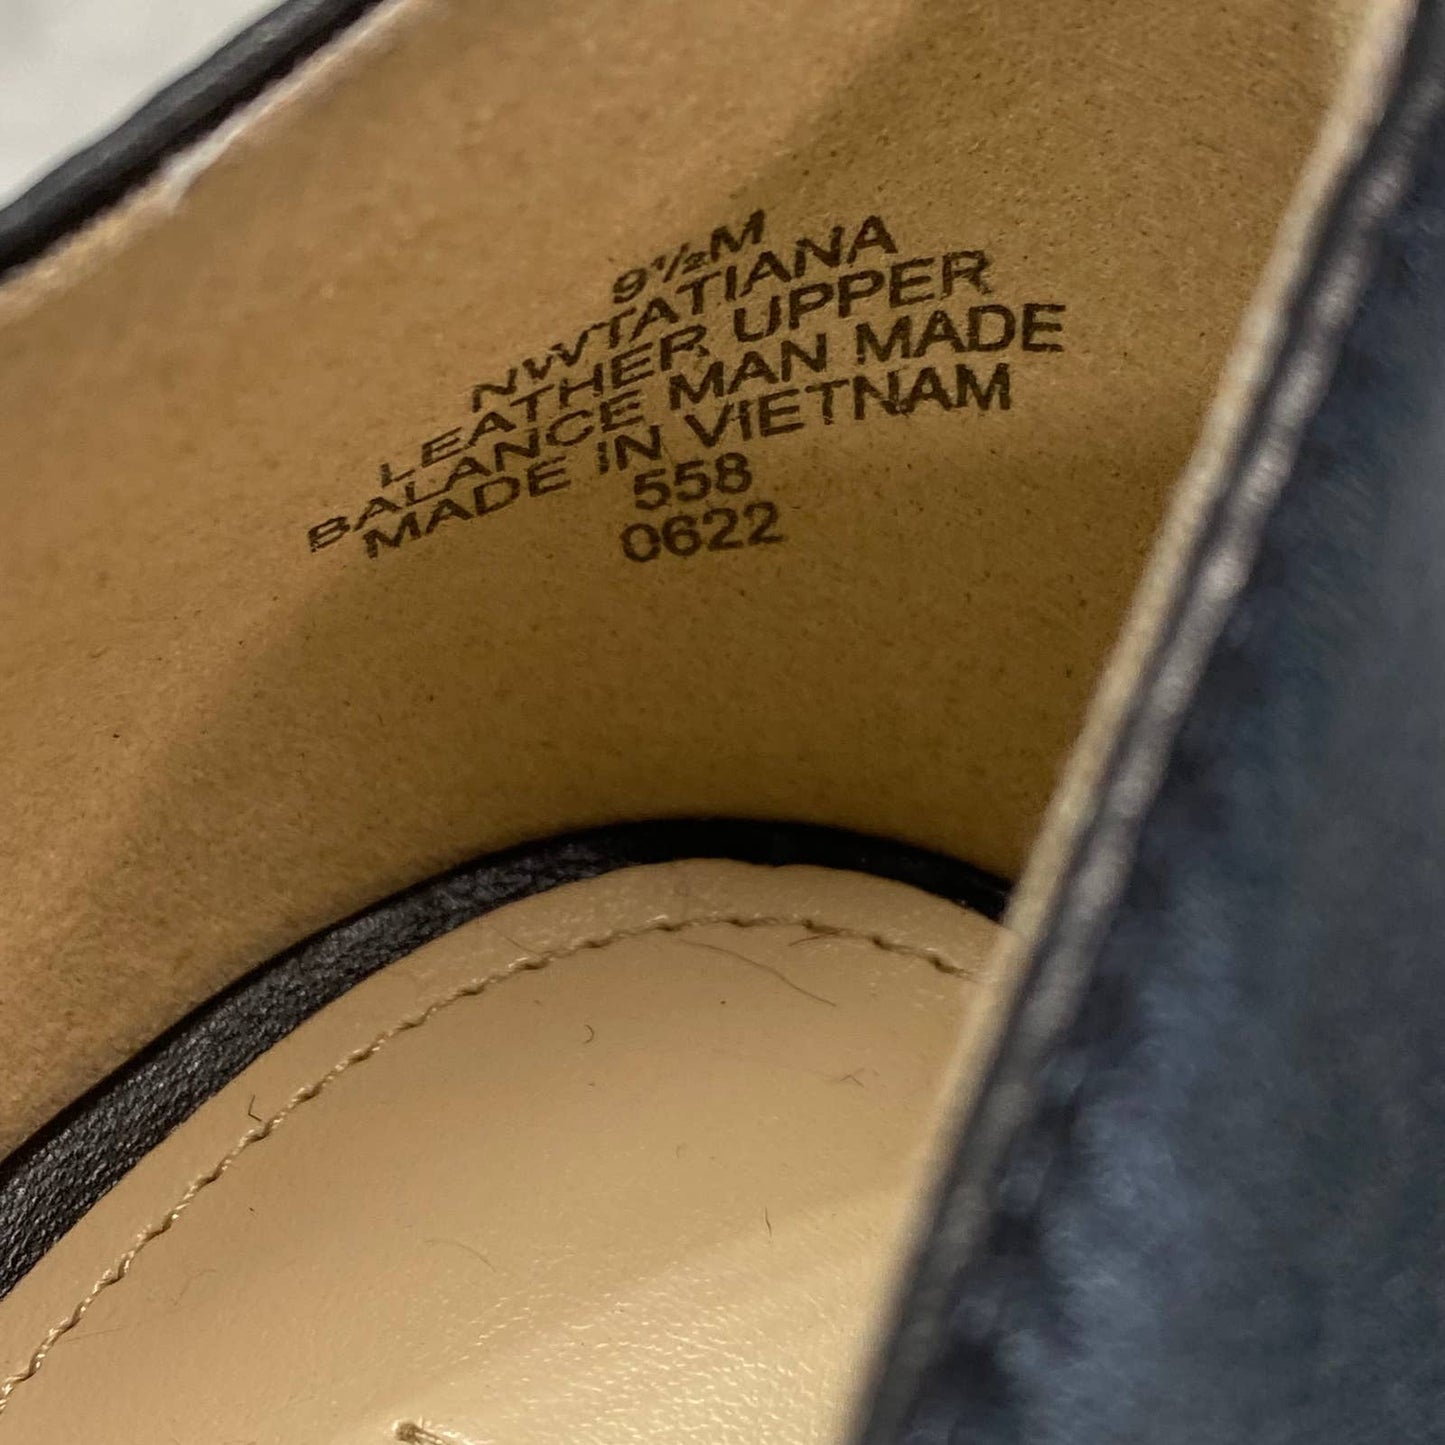 9½M
NWTATIANA
LEATHER UPPER
BALANCE MAN MADE
MADE IN VIETNAM
558
0622